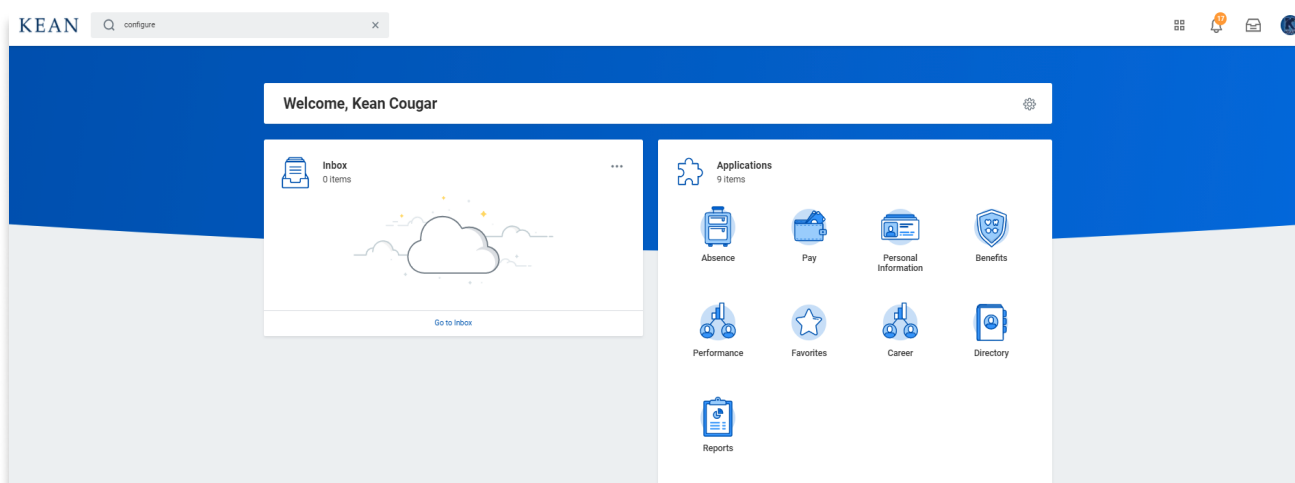 KEAN
configure
17
Welcome, Kean Cougar
Inbox
0 items
Go to Inbox
Applications
9 items
Absence
Pay
Personal
Information
Benefits
Performance
Favorites
Career
Directory
Reports